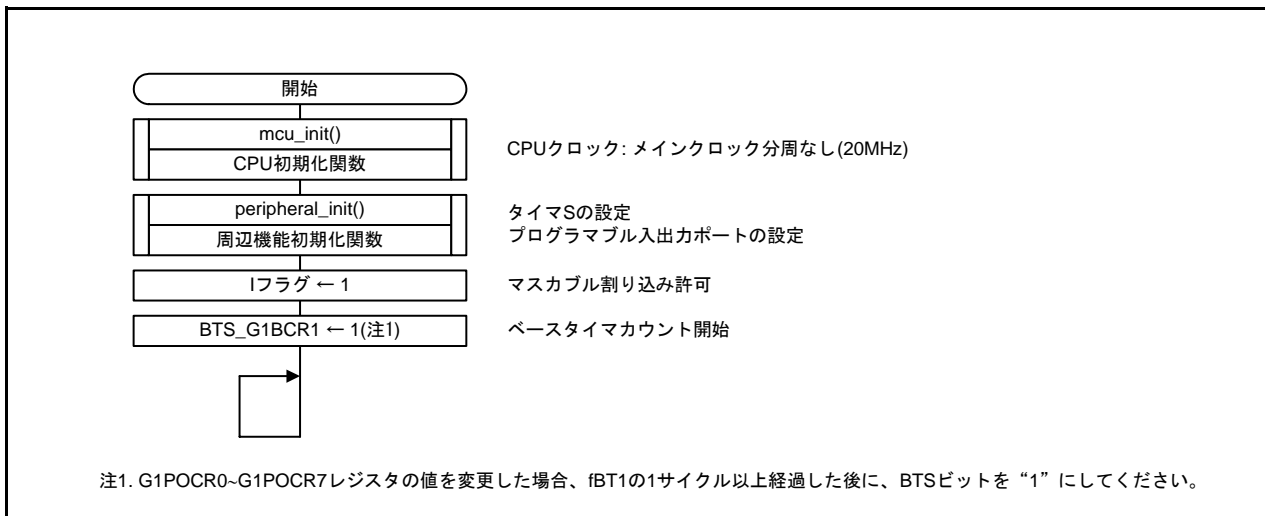 開始
mcu_init()
CPU初期化関数
CPUクロック: メインクロック分周なし(20MHz)
peripheral_init()
周辺機能初期化関数
タイマSの設定
プログラマブル入出力ポートの設定
Iフラグ ← 1
マスカブル割り込み許可
BTS_G1BCR1 ← 1(注1)
ベースタイマカウント開始
注1. G1POCR0~G1POCR7レジスタの値を変更した場合、fBT1の1サイクル以上経過した後に、BTSビットを“1”にしてください。